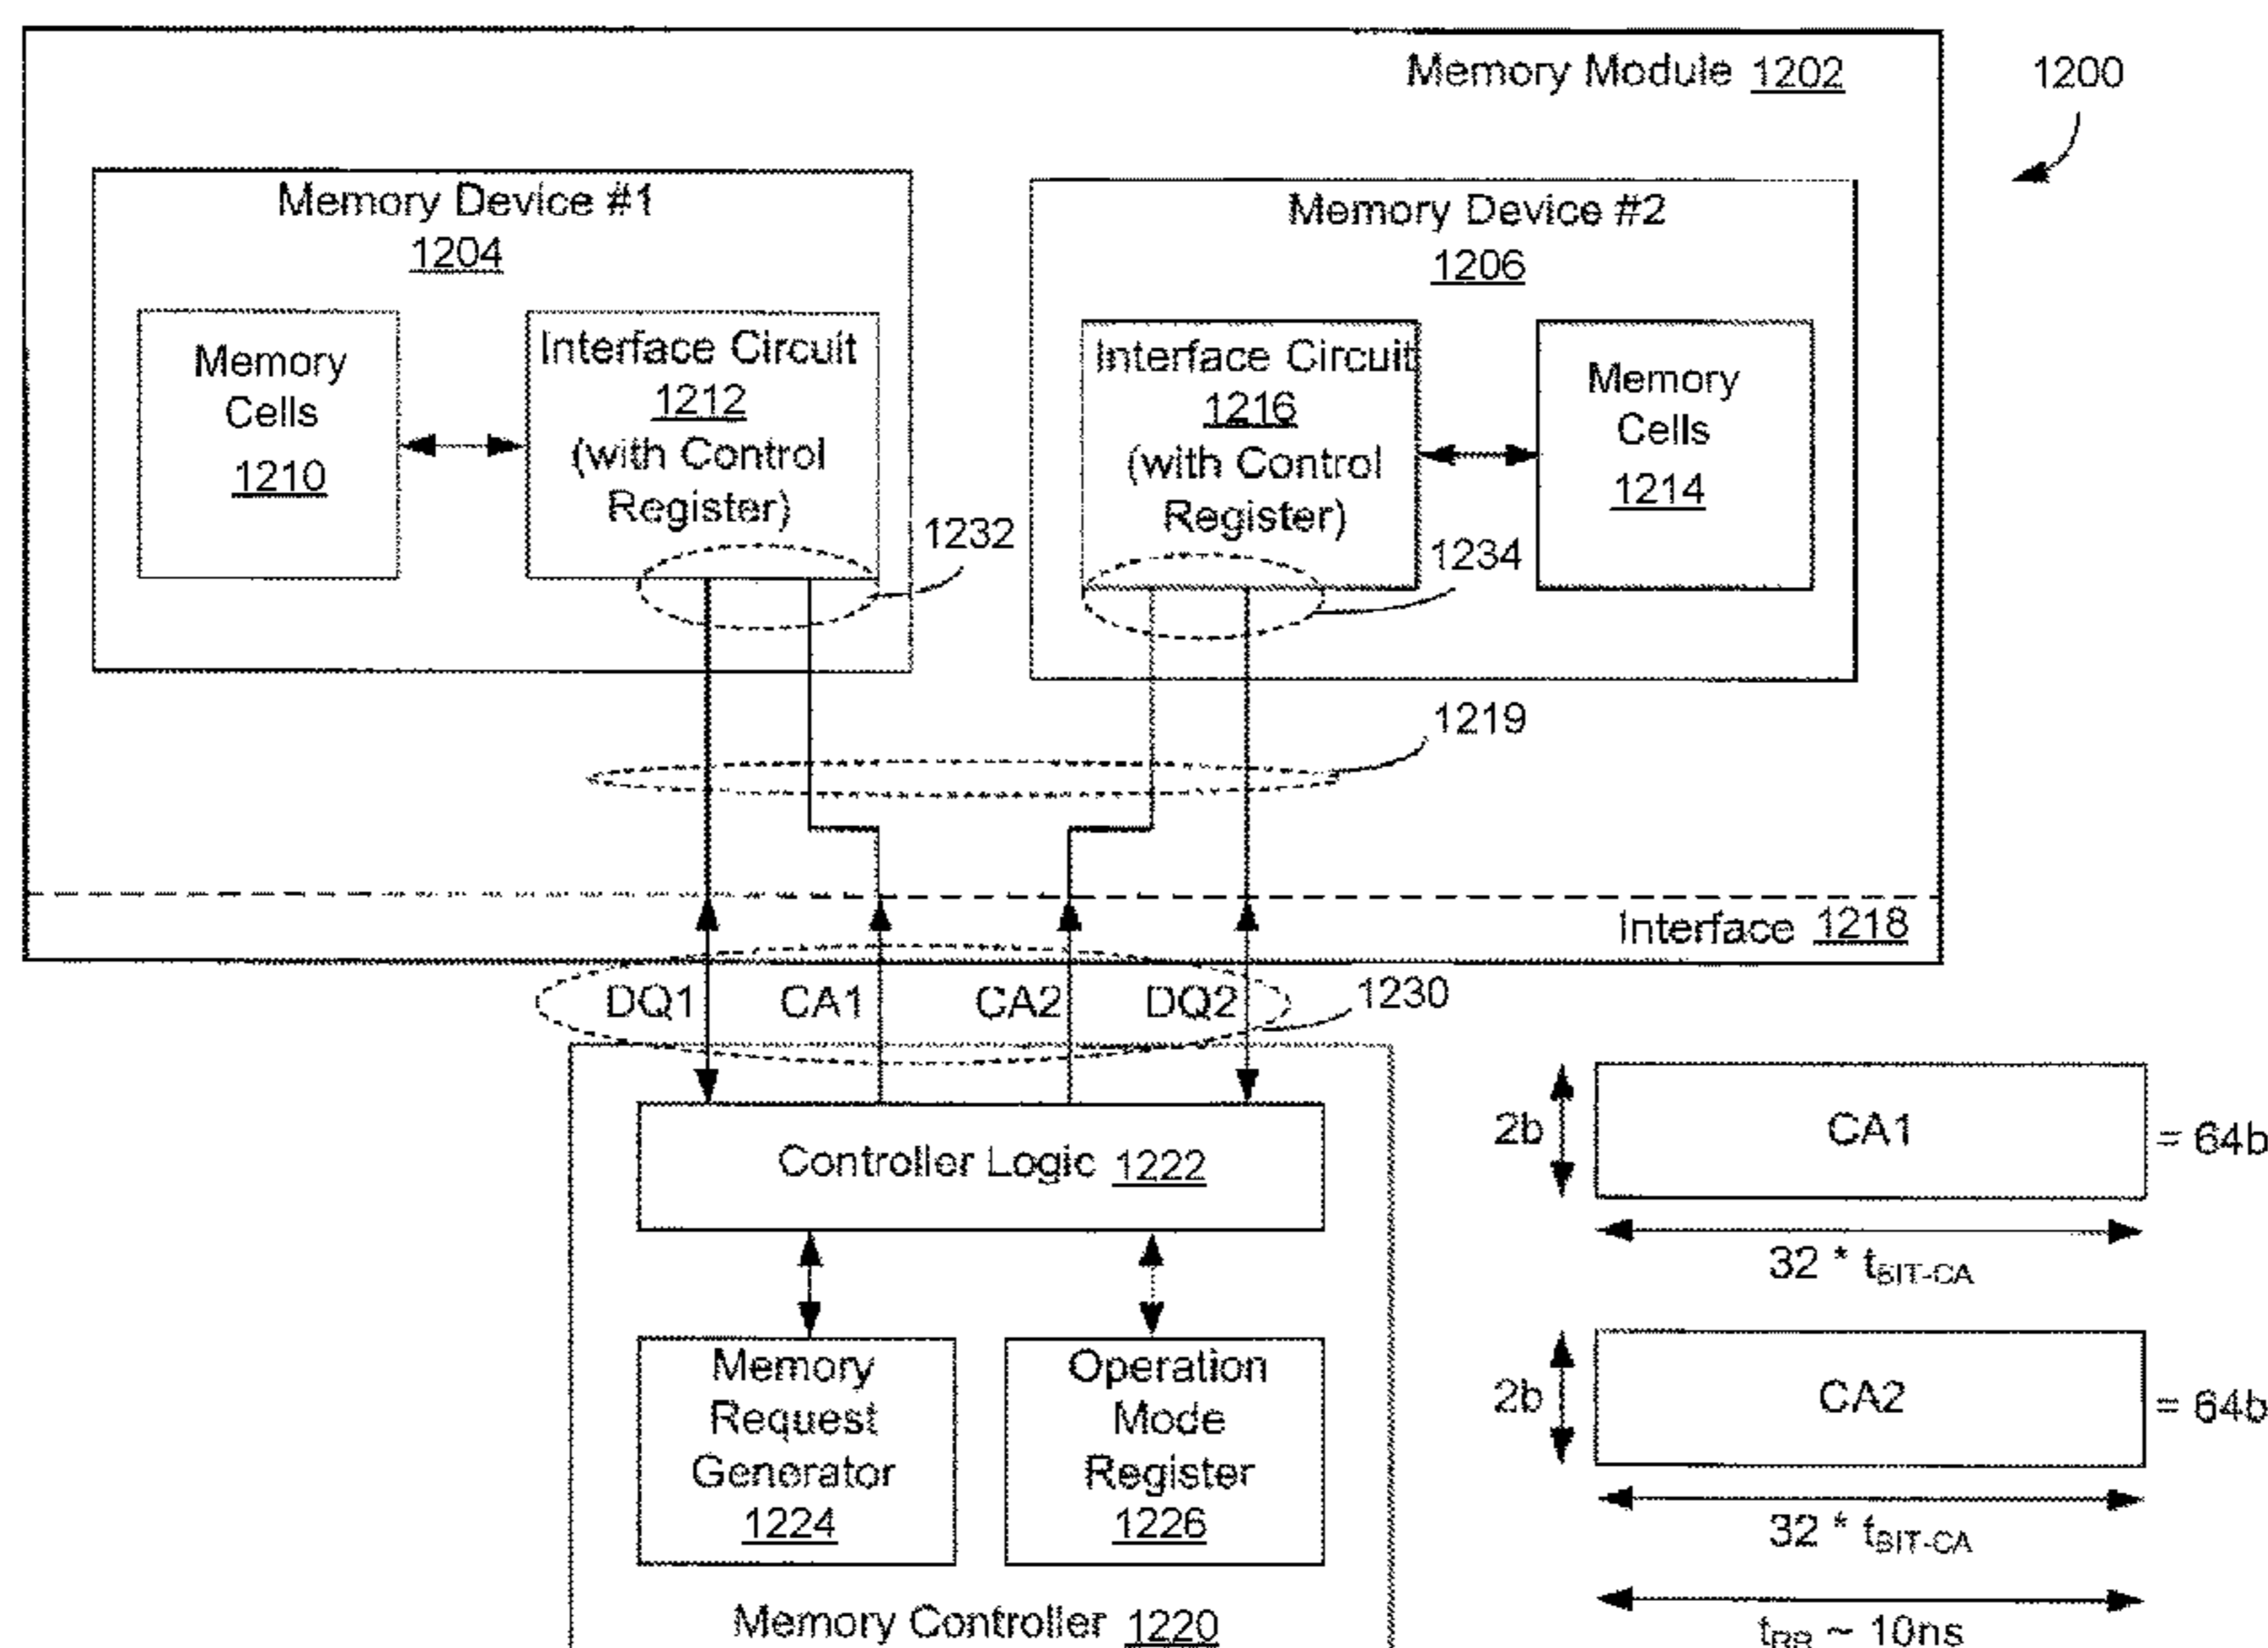 Memory Module 1202
1200
Memory Device #1
1204
Memory Device #2
1206
Memory
Cells
1210
Interface Circuit
1212
(with Control
Register)
Interface Circuit
1216
(with Control
Register)
Memory
Cells
1214
1232
1234
1219
Interface 1218
DQ1
CA1
CA2
DQ2
1230
Controller Logic 1222
Memory
Request
Generator
1224
Operation
Mode
Register
1226
Memory Controller 1220
2b
CA1
= 64b
32 * tBIT-CA
2b
CA2
= 64b
32 * tBIT-CA
tRR ~ 10ns